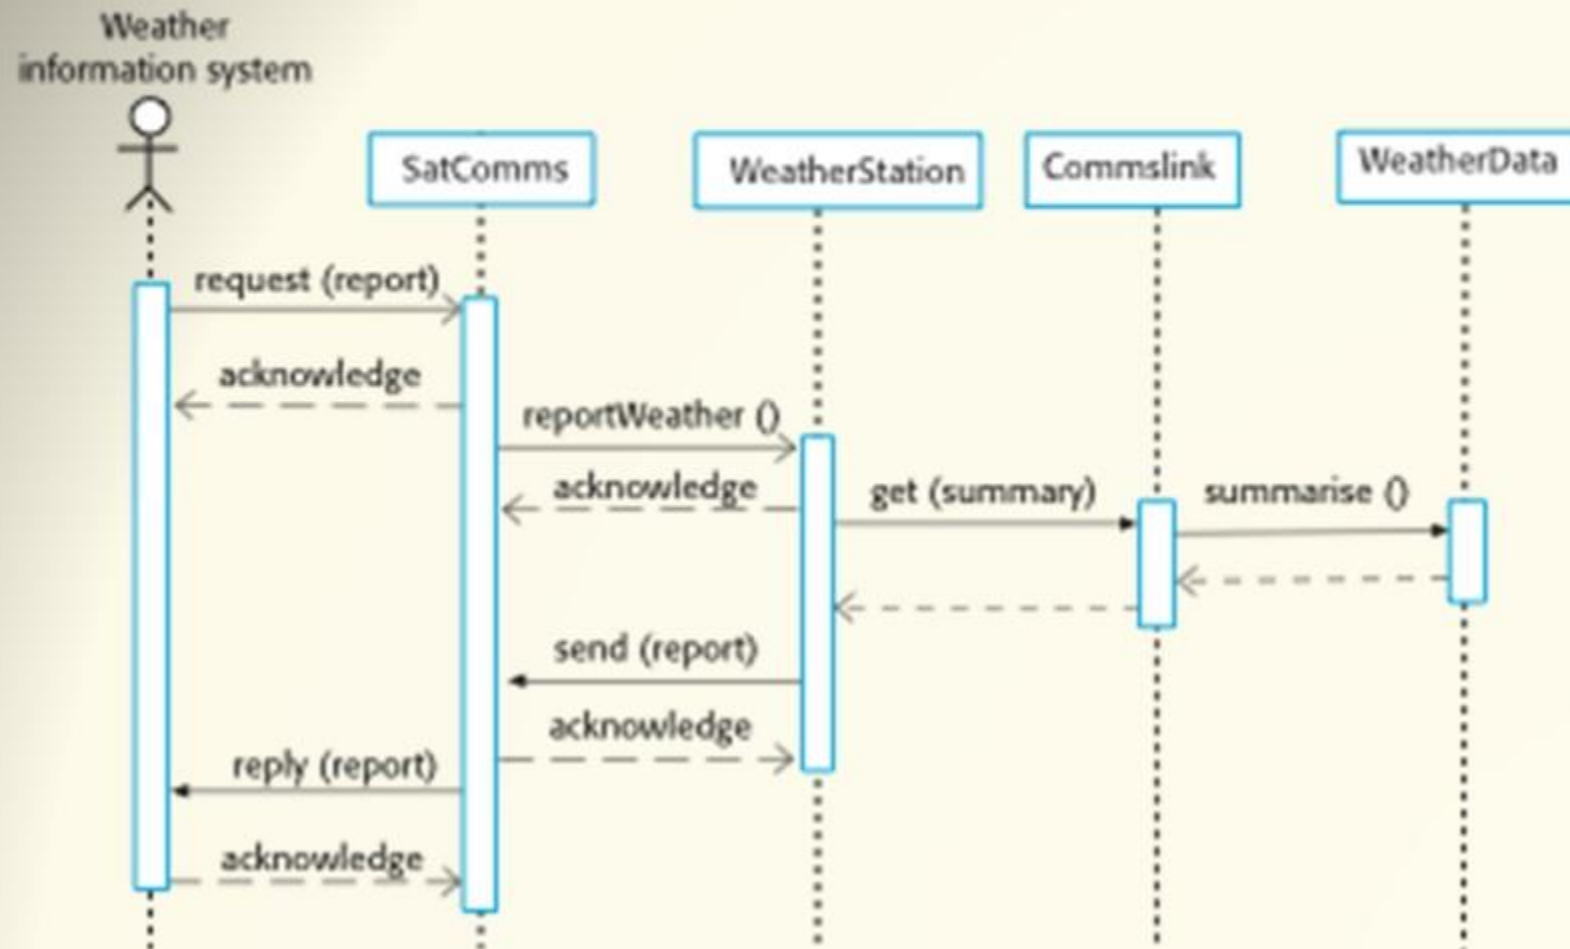 Weather
information system
SatComms
WeatherStation
Commslink
WeatherData
request (report)
acknowledge
reportWeather ()
acknowledge
get (summary)
summarise ()
send (report)
acknowledge
reply (report)
acknowledge